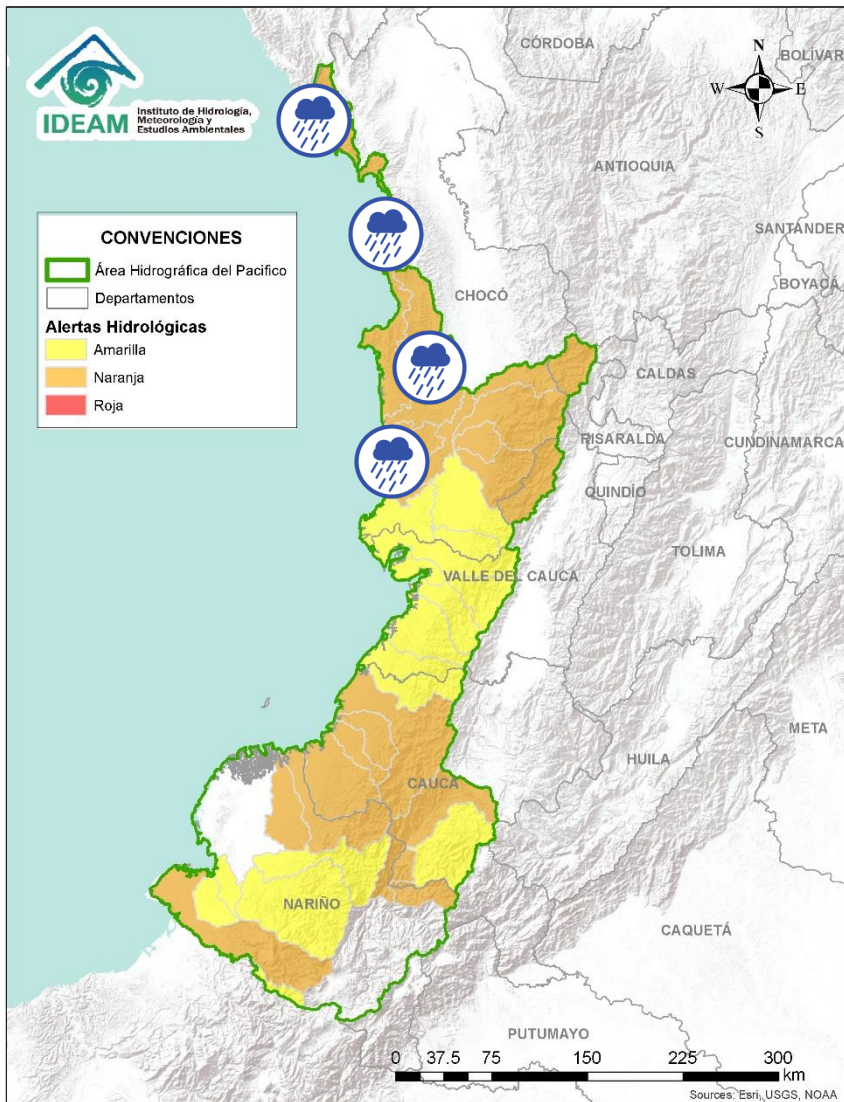 IDEAM
Instituto de Hidrología,
Meteorología y
Estudios Ambientales
CÓRDOBA
BOLÍVAR
N
W
E
S
ANTIOQUIA
SANTANDER
BOYACÁ
CONVENCIONES
Área Hidrográfica del Pacifico
Departamentos
Alertas Hidrológicas
Amarilla
Naranja
Roja
CHOCÓ
CALDAS
RISARALDA
CUNDINAMARCA
QUINDÍO
TOLIMA
VALLE DEL CAUCA
META
HUILA
CAUCA
NARIÑO
CAQUETÁ
PUTUMAYO
0 37.5 75 150 225 300
km
Sources: Esri, USGS, NOAA